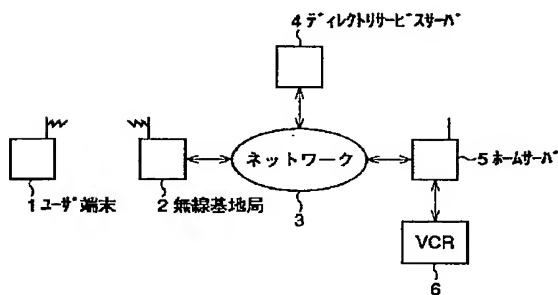 4 ディレクトリサービスサーバ
ネットワーク
1 ユーザ端末
2 無線基地局
3
5 ホームサーバ
VCR
6